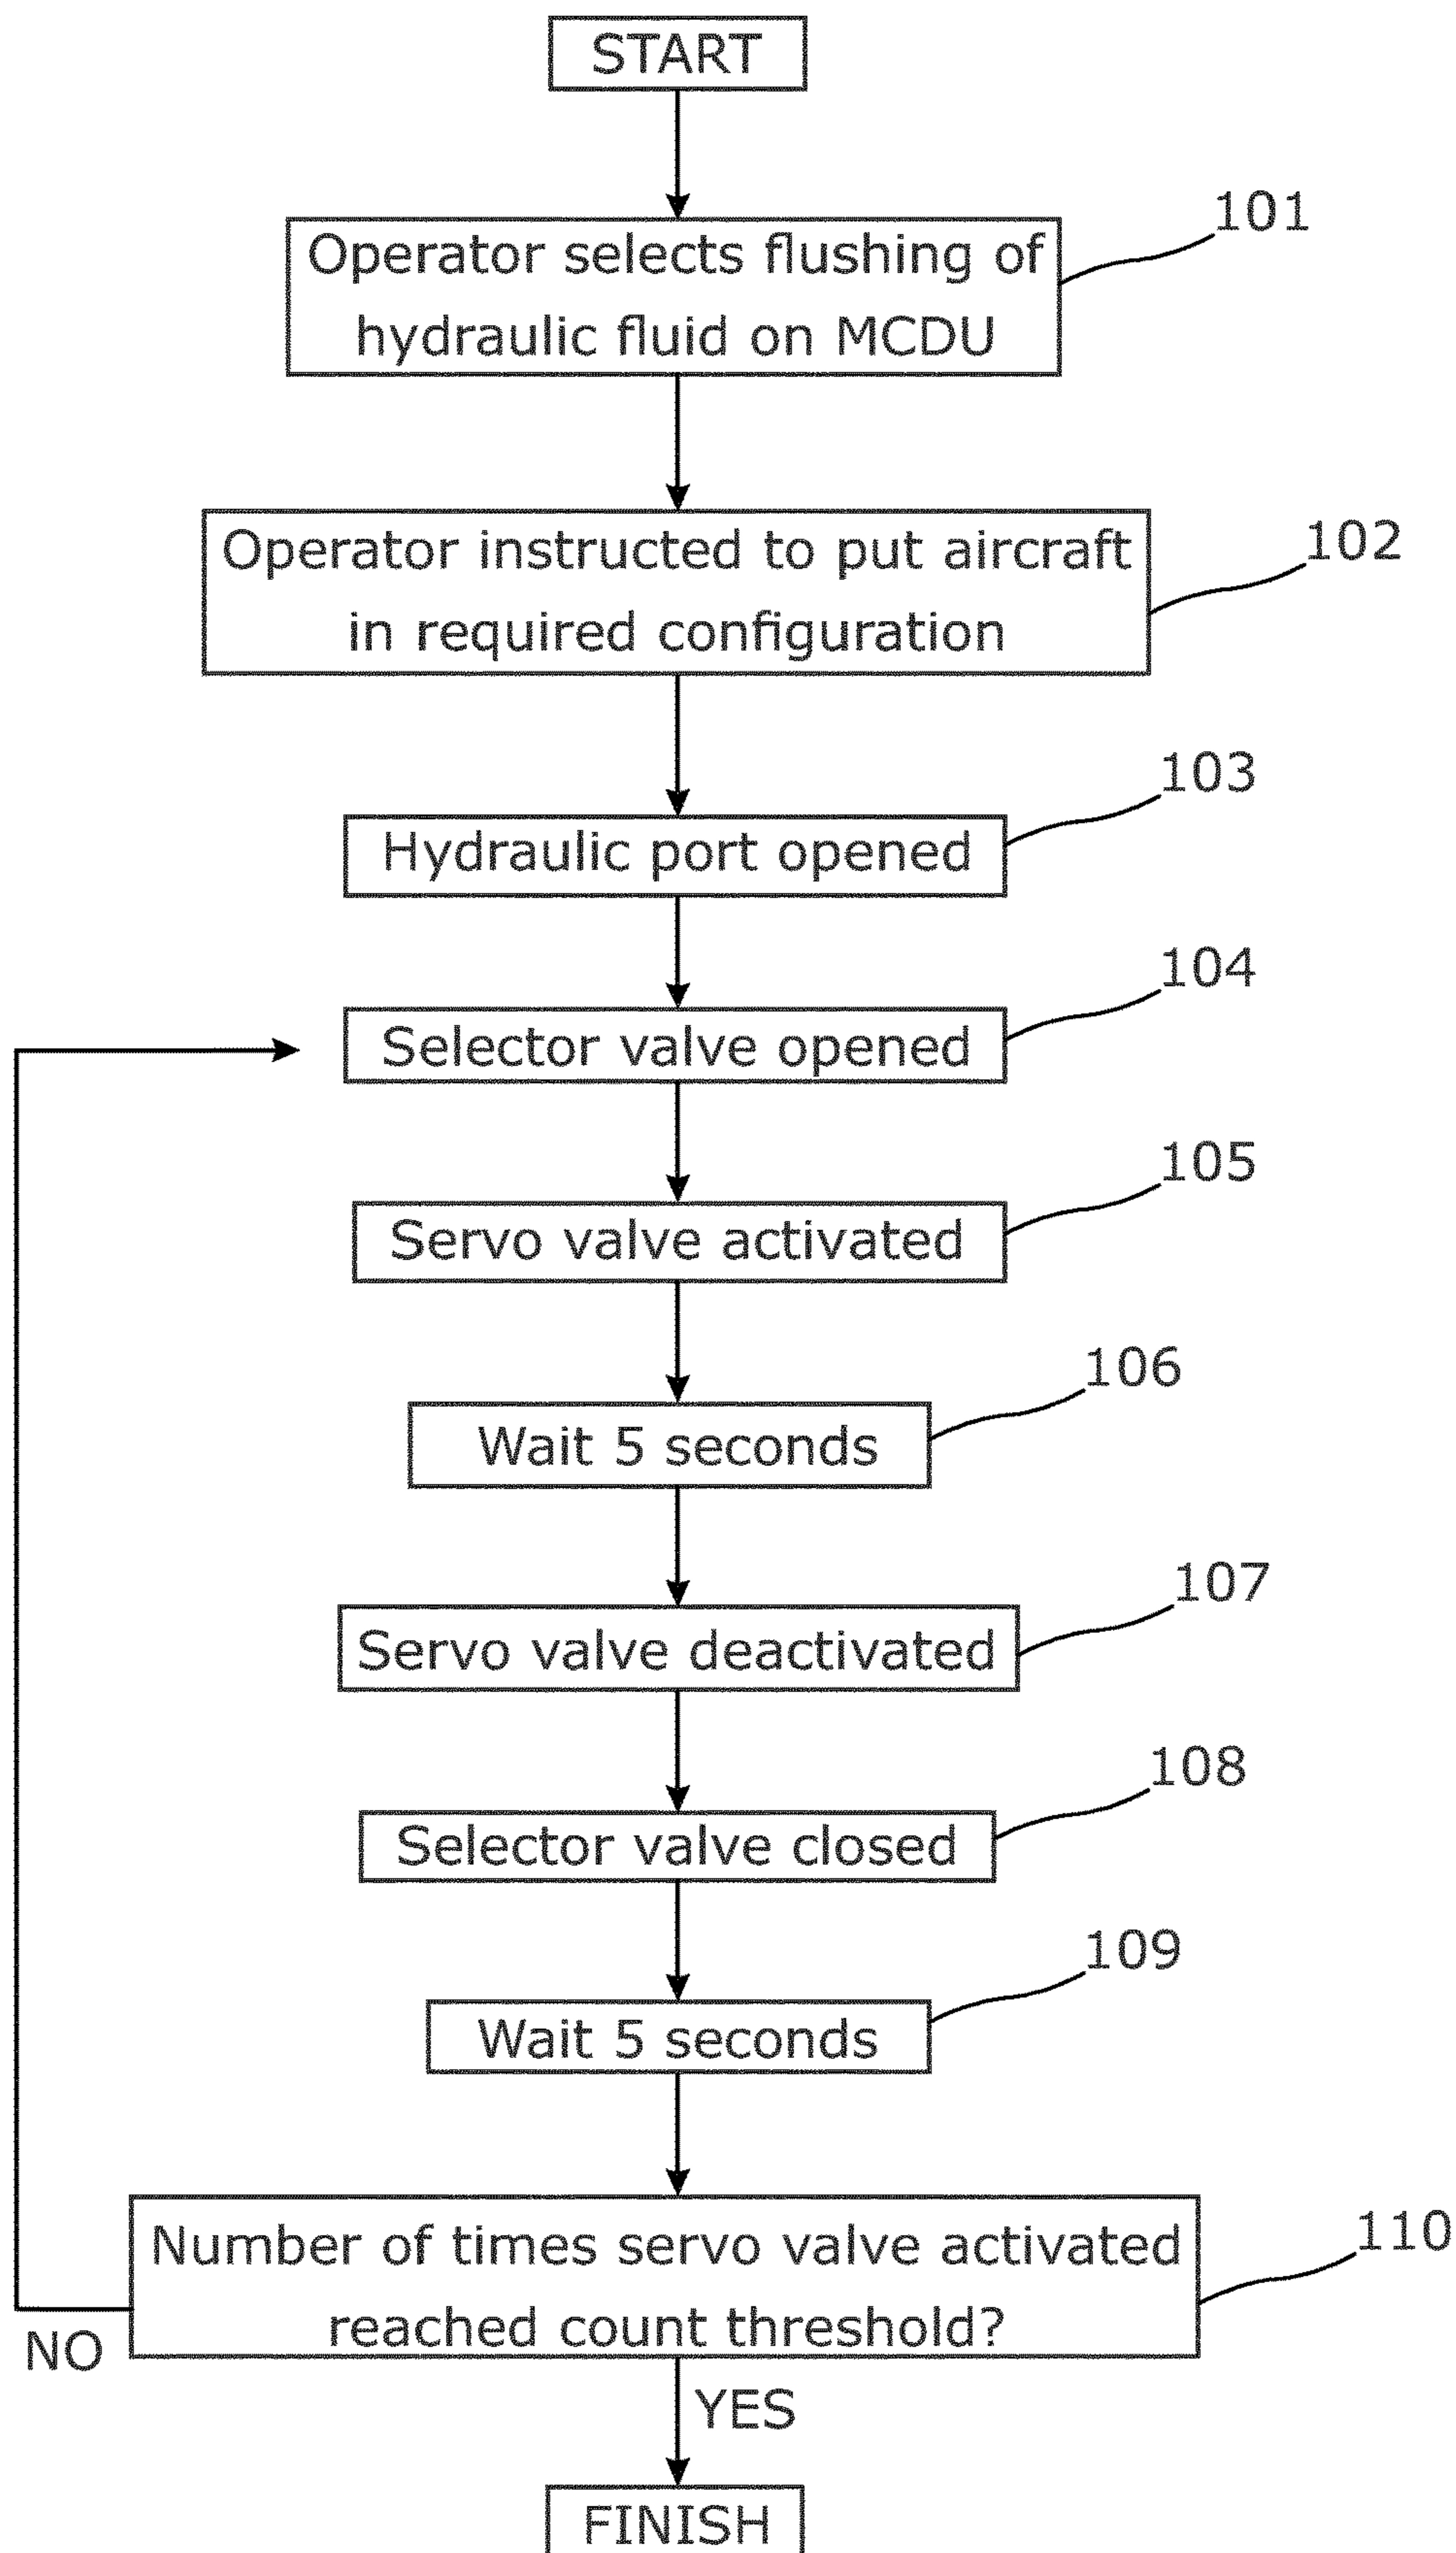 START
101
Operator selects flushing of
hydraulic fluid on MCDU
102
Operator instructed to put aircraft
in required configuration
103
Hydraulic port opened
104
Selector valve opened
105
Servo valve activated
106
Wait 5 seconds
107
Servo valve deactivated
108
Selector valve closed
109
Wait 5 seconds
110
Number of times servo valve activated
reached count threshold?
NO
YES
FINISH